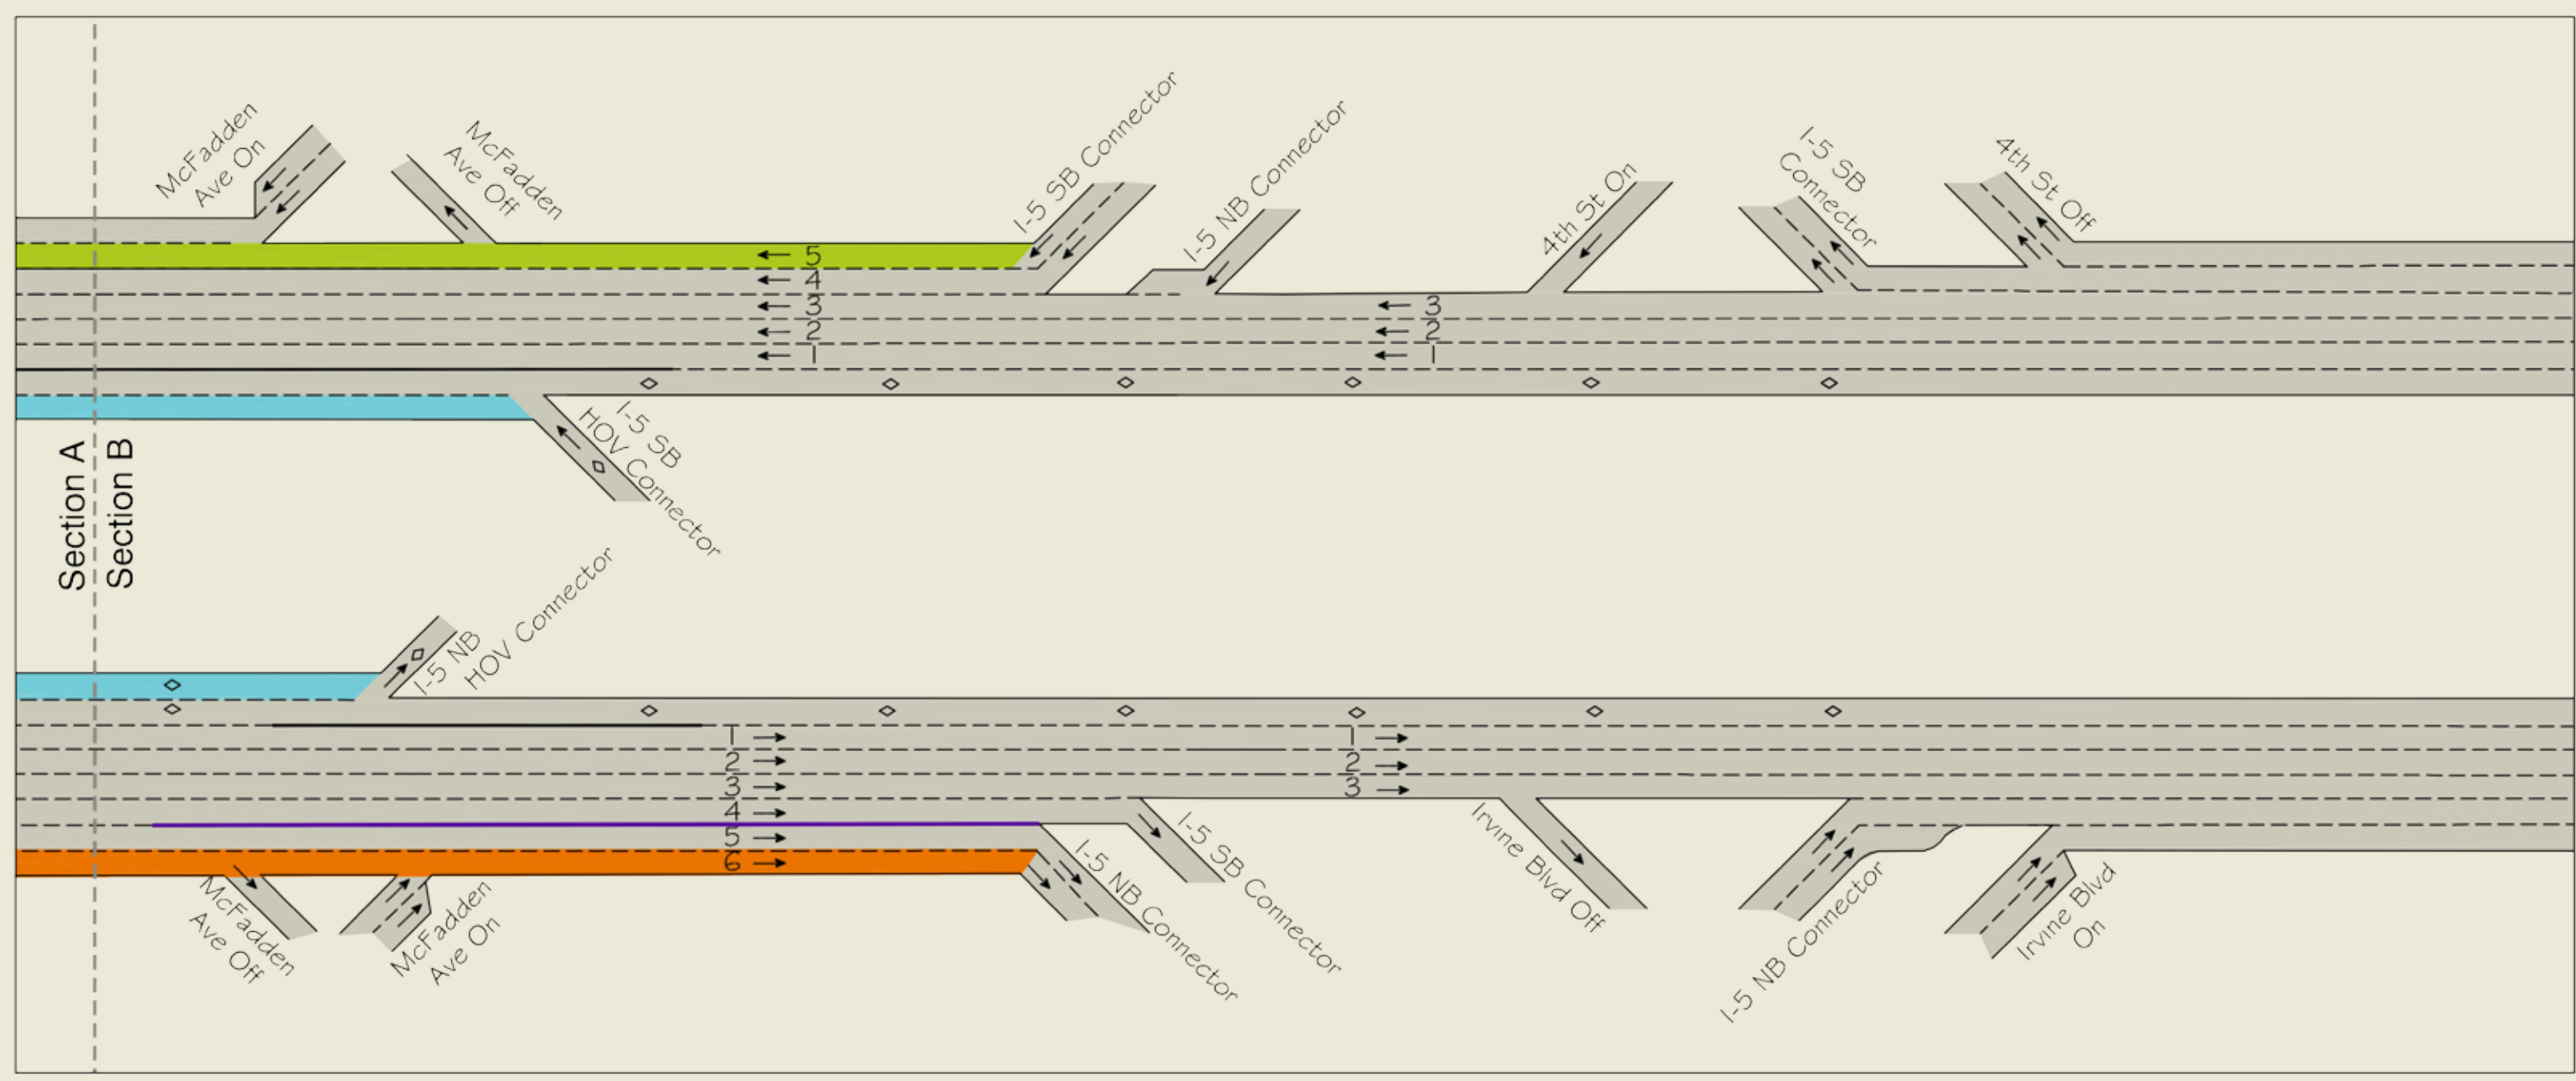 McFadden
Ave On
McFadden
Ave Off
I-5 SB Connector
I-5 NB Connector
4th St On
I-5 SB
Connector
4th St Off
5
4
3
2
1
3
2
1
I-5 SB
HOV Connector
Section A
Section B
I-5 NB
HOV Connector
1
2
3
4
5
6
1
2
3
McFadden
Ave Off
McFadden
Ave On
I-5 NB Connector
I-5 SB Connector
Irvine Blvd Off
I-5 NB Connector
Irvine Blvd
On